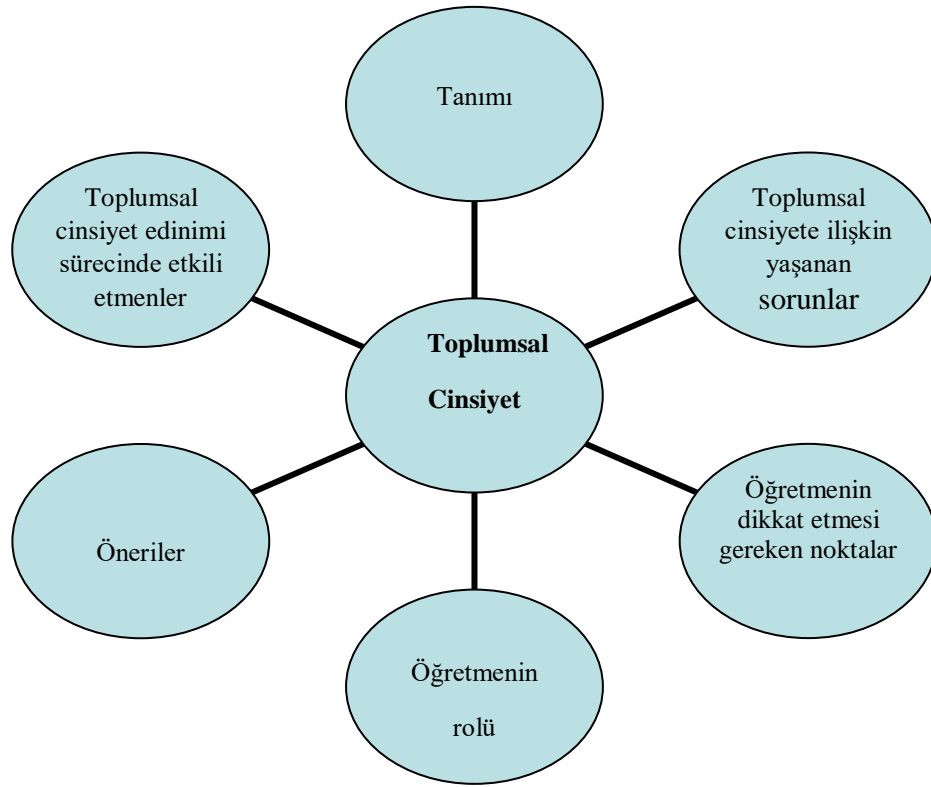 Tanımı
Toplumsal
cinsiyet edinimi
sürecinde etkili
etmenler
Toplumsal
cinsiyete ilişkin
yaşanan
sorunlar
Toplumsal
Cinsiyet
Öneriler
Öğretmenin
dikkat etmesi
gereken noktalar
Öğretmenin
rolü